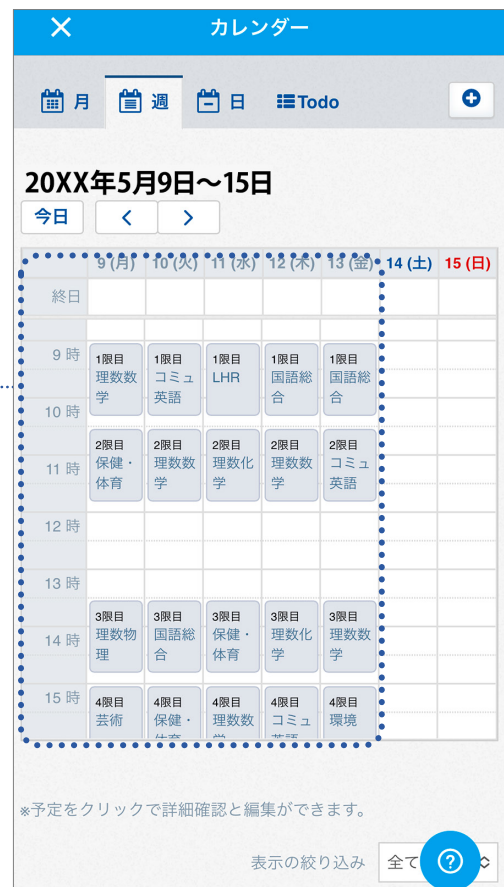 カレンダー
月 週 日 Todo
20XX年5月9日〜15日
今日
9 (月) 10 (火) 11 (水) 12 (木) 13 (金) 14 (土) 15 (日)
終日
9 時
1限目 1限目 1限目 1限目 1限目
理数数 コミュ LHR 国語総 国語総
学 英語 合 合
10 時
2限目 2限目 2限目 2限目 2限目
保健・ 理数数 理数化 理数数 コミュ
11 時
体育 学 学 学 英語
12 時
13 時
3限目 3限目 3限目 3限目 3限目
理数物 国語総 保健・ 理数化 理数数
14 時
理 合 体育 学 学
15 時
4限目 4限目 4限目 4限目 4限目
芸術 保健・ 理数数 コミュ 環境
※予定をクリックで詳細確認と編集ができます。
表示の絞り込み 全て